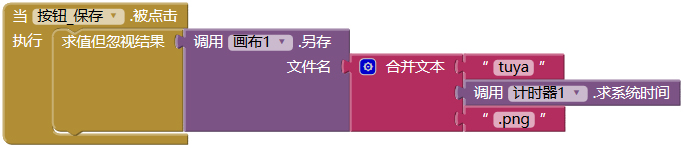 当 按钮_保存 .被点击
执行 求值但忽视结果 调用 画布1 .另存
文件名 合并文本 " tuya "
调用 计时器1 .求系统时间
" .png "